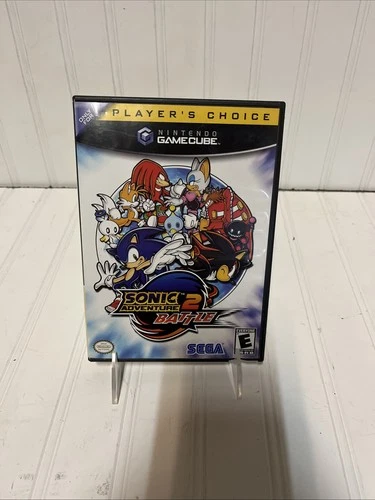 ONLY FOR
PLAYER'S CHOICE
NINTENDO
GAMECUBE
SONIC
ADVENTURE 2
BATTLE
SEGA
E